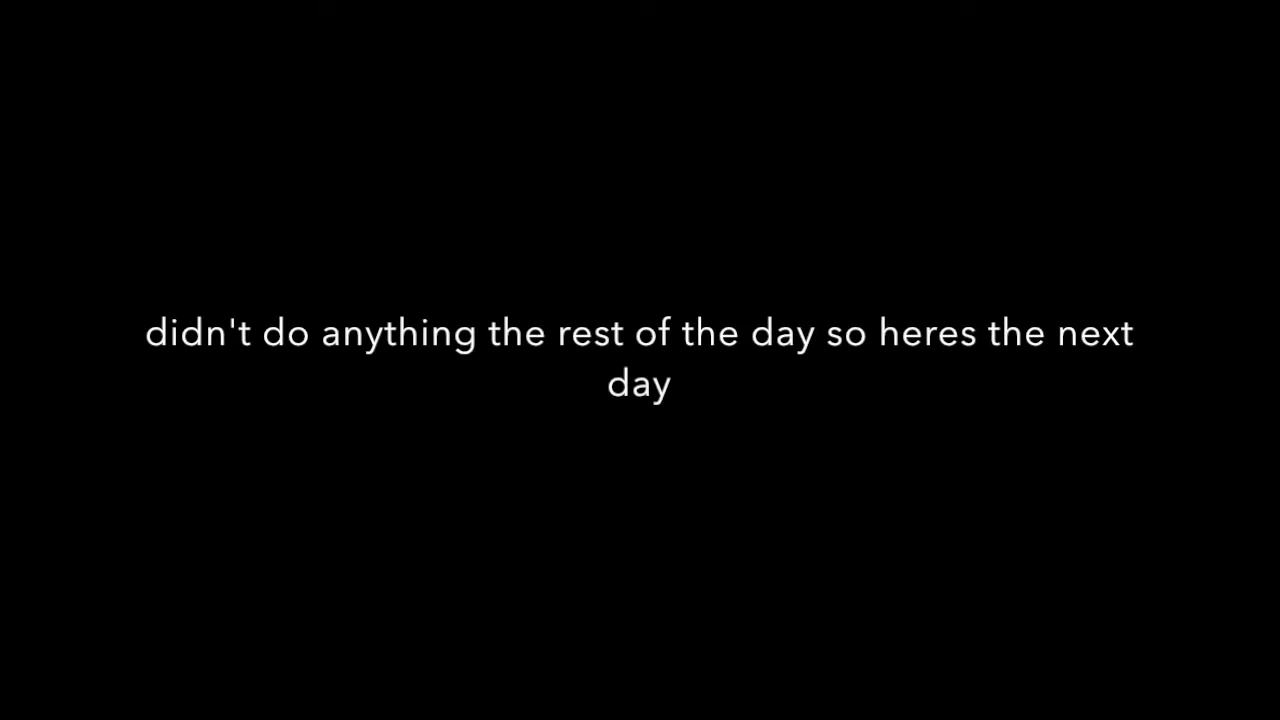 didn't do anything the rest of the day so heres the next
day